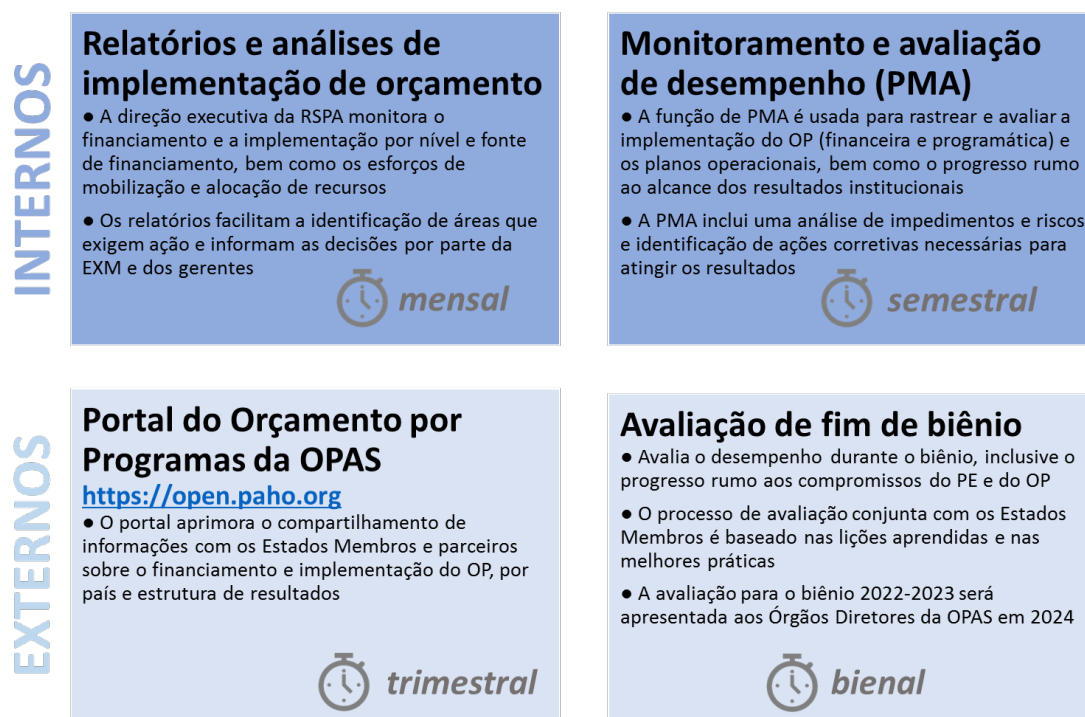 INTERNOS
Relatórios e análises de
implementação de orçamento
● A direção executiva da RSPA monitora o
financiamento e a implementação por nível e fonte
de financiamento, bem como os esforços de
mobilização e alocação de recursos
● Os relatórios facilitam a identificação de áreas que
exigem ação e informam as decisões por parte da
EXM e dos gerentes
mensal
Monitoramento e avaliação
de desempenho (PMA)
● A função de PMA é usada para rastrear e avaliar a
implementação do OP (financeira e programática) e
os planos operacionais, bem como o progresso rumo
ao alcance dos resultados institucionais
● A PMA inclui uma análise de impedimentos e riscos
e identificação de ações corretivas necessárias para
atingir os resultados
semestral
EXTERNOS
Portal do Orçamento por
Programas da OPAS
https://open.paho.org
● O portal aprimora o compartilhamento de
informações com os Estados Membros e parceiros
sobre o financiamento e implementação do OP, por
país e estrutura de resultados
trimestral
Avaliação de fim de biênio
● Avalia o desempenho durante o biênio, inclusive o
progresso rumo aos compromissos do PE e do OP
● O processo de avaliação conjunta com os Estados
Membros é baseado nas lições aprendidas e nas
melhores práticas
● A avaliação para o biênio 2022-2023 será
apresentada aos Órgãos Diretores da OPAS em 2024
bienal